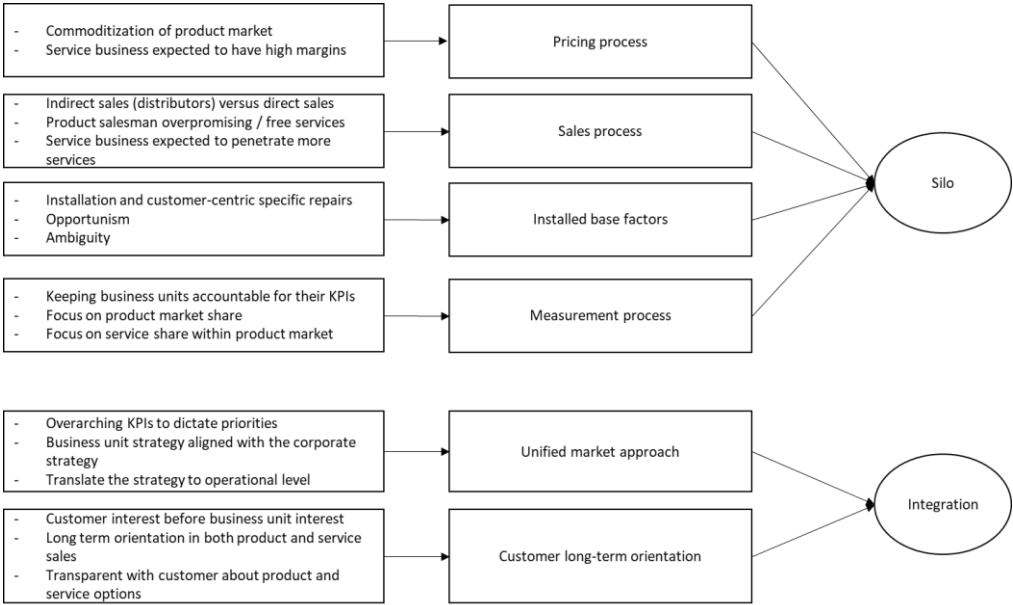 - Commoditization of product market
- Service business expected to have high margins
Pricing process
- Indirect sales (distributors) versus direct sales
- Product salesman overpromising / free services
- Service business expected to penetrate more
services
Sales process
- Installation and customer-centric specific repairs
- Opportunism
- Ambiguity
Installed base factors
- Keeping business units accountable for their KPIs
- Focus on product market share
- Focus on service share within product market
Measurement process
Silo
- Overarching KPIs to dictate priorities
- Business unit strategy aligned with the corporate
strategy
- Translate the strategy to operational level
Unified market approach
- Customer interest before business unit interest
- Long term orientation in both product and service
sales
- Transparent with customer about product and
service options
Customer long-term orientation
Integration